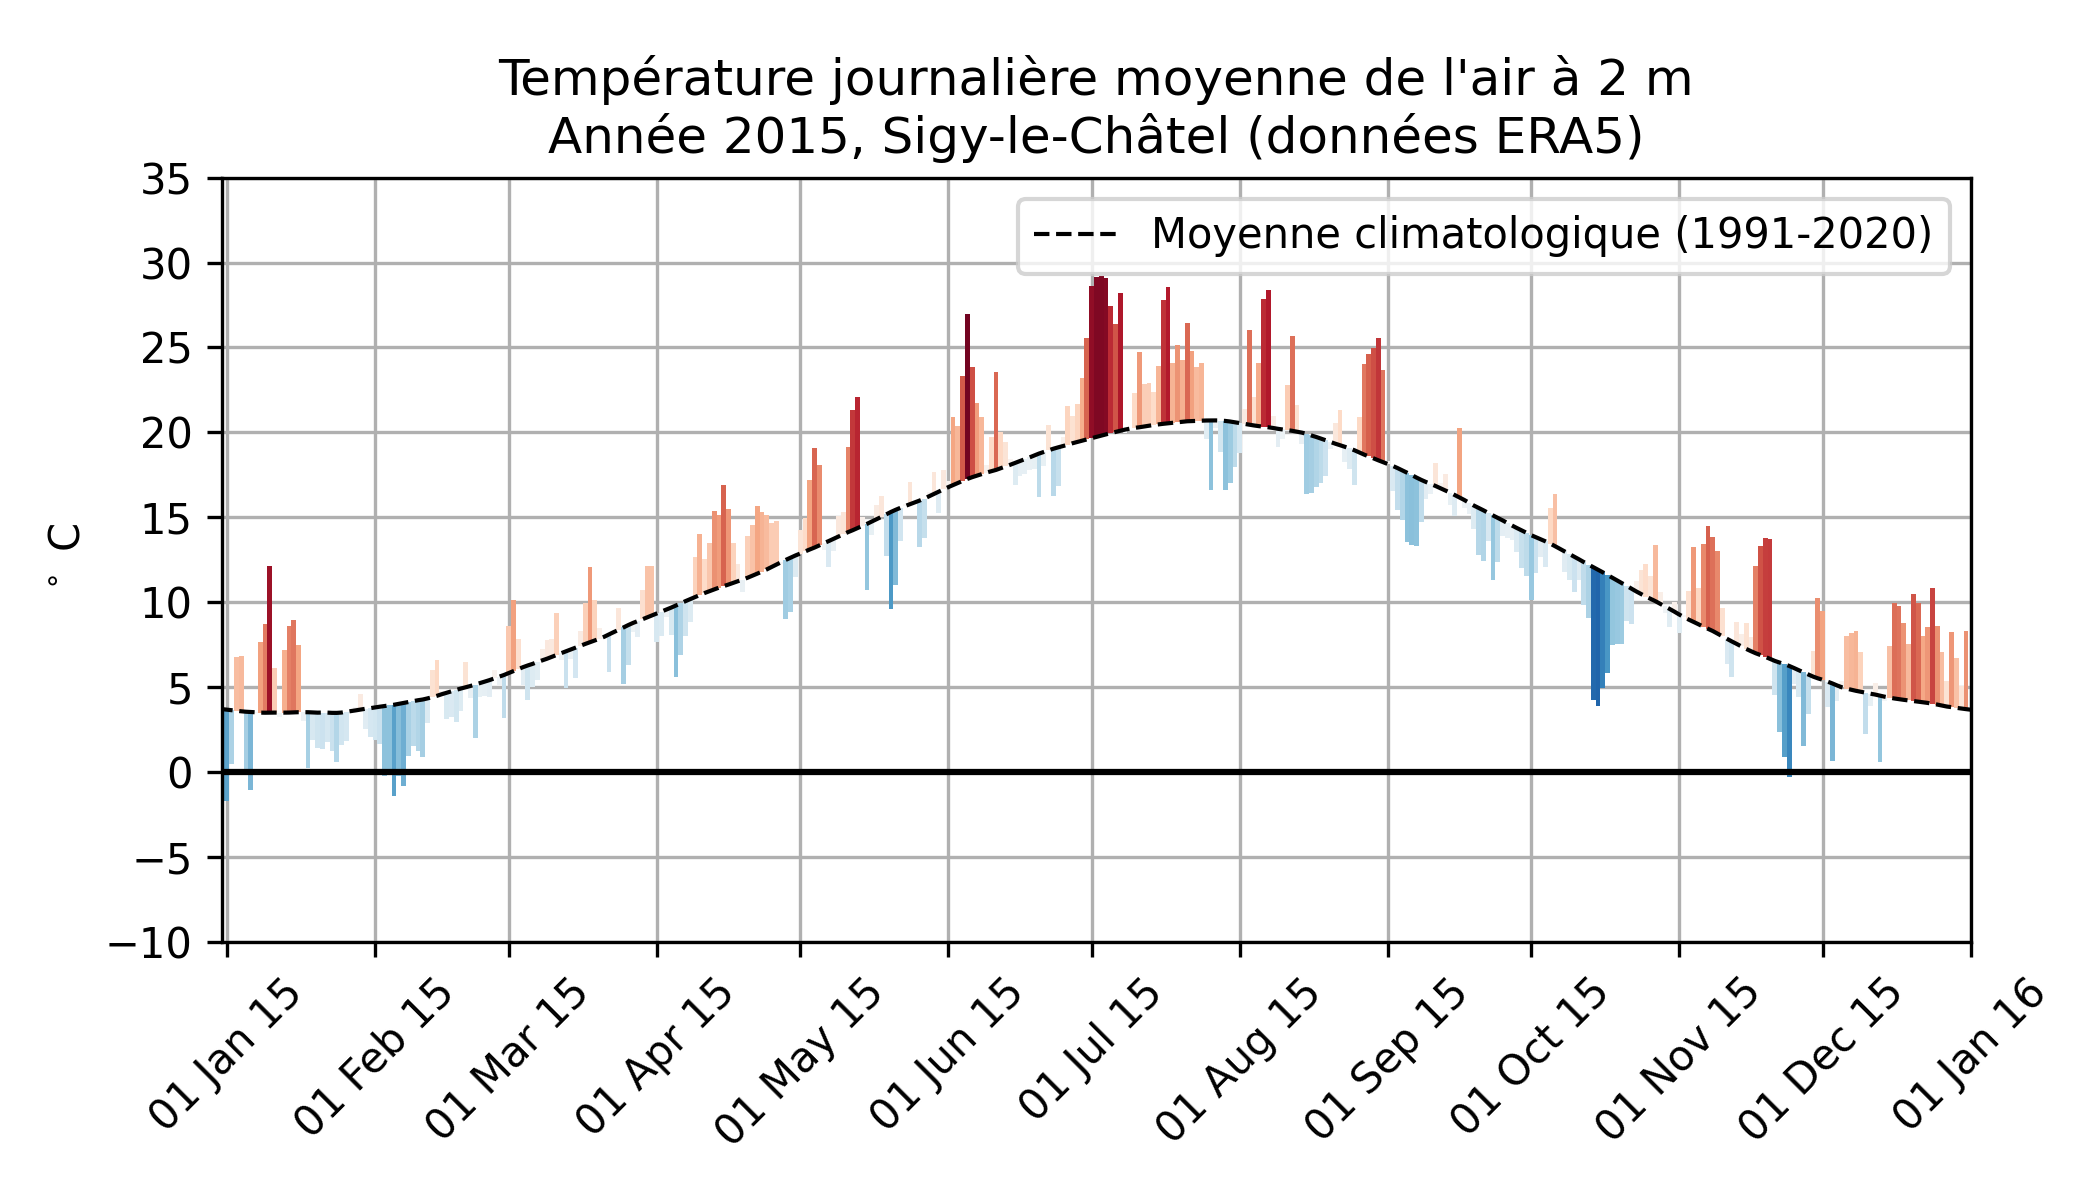 Température journalière moyenne de l'air à 2 m
Année 2015, Sigy-le-Châtel (données ERA5)
Moyenne climatologique (1991-2020)
° C
35
30
25
20
15
10
5
0
−5
−10
01 Jan 15
01 Feb 15
01 Mar 15
01 Apr 15
01 May 15
01 Jun 15
01 Jul 15
01 Aug 15
01 Sep 15
01 Oct 15
01 Nov 15
01 Dec 15
01 Jan 16